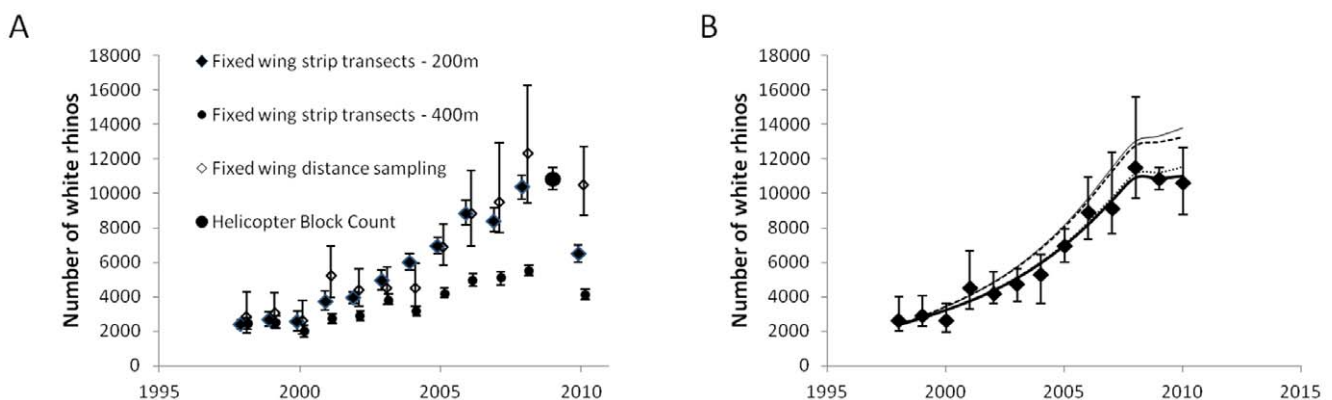 A
Number of white rhinos
18000
16000
14000
12000
10000
8000
6000
4000
2000
0
Fixed wing strip transects - 200m
Fixed wing strip transects - 400m
Fixed wing distance sampling
Helicopter Block Count
1995 2000 2005 2010
B
Number of white rhinos
18000
16000
14000
12000
10000
8000
6000
4000
2000
0
1995 2000 2005 2010 2015